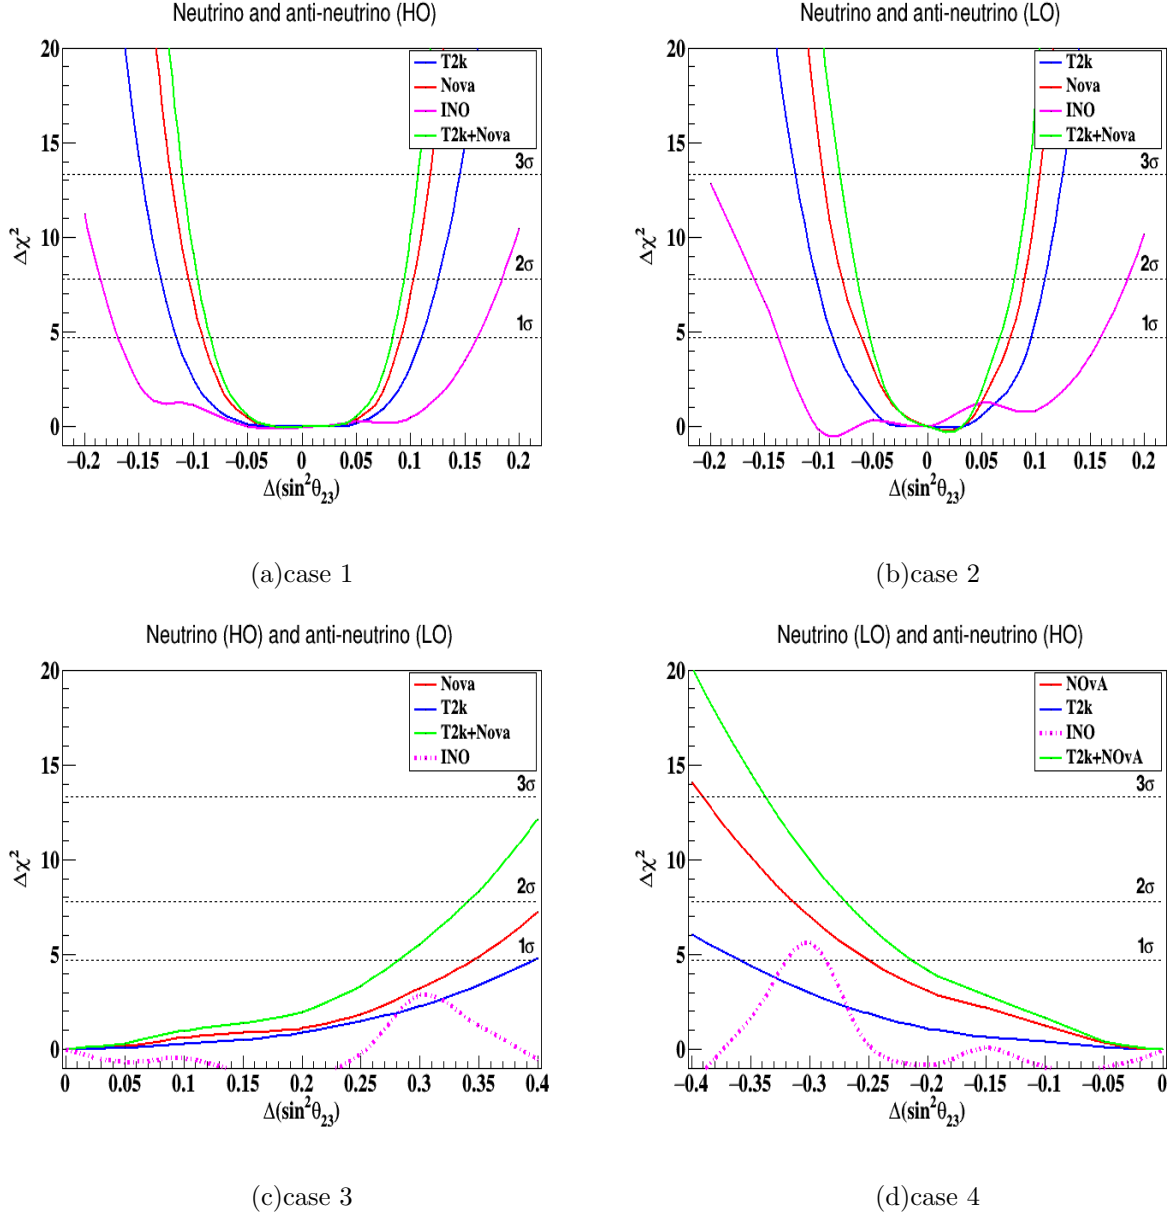 Neutrino and anti-neutrino (HO)
20
15
10
5
0
Δχ²
T2k
Nova
INO
T2k+Nova
3σ
2σ
1σ
−0.2 −0.15 −0.1 −0.05 0 0.05 0.1 0.15 0.2
Δ(sin²θ₂₃)
(a)case 1
Neutrino and anti-neutrino (LO)
20
15
10
5
0
Δχ²
T2k
Nova
INO
T2k+Nova
3σ
2σ
1σ
−0.2 −0.15 −0.1 −0.05 0 0.05 0.1 0.15 0.2
Δ(sin²θ₂₃)
(b)case 2
Neutrino (HO) and anti-neutrino (LO)
20
15
10
5
0
Δχ²
Nova
T2k
T2k+Nova
INO
3σ
2σ
1σ
0 0.05 0.1 0.15 0.2 0.25 0.3 0.35 0.4
Δ(sin²θ₂₃)
(c)case 3
Neutrino (LO) and anti-neutrino (HO)
20
15
10
5
0
Δχ²
NOvA
T2k
INO
T2k+NOvA
3σ
2σ
1σ
−0.4 −0.35 −0.3 −0.25 −0.2 −0.15 −0.1 −0.05 0
Δ(sin²θ₂₃)
(d)case 4